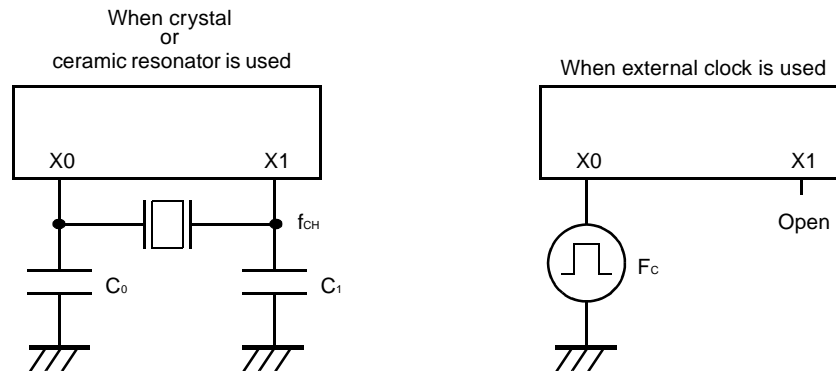 When crystal
or
ceramic resonator is used
X0
X1
fCH
C0
C1
When external clock is used
X0
X1
Open
FC